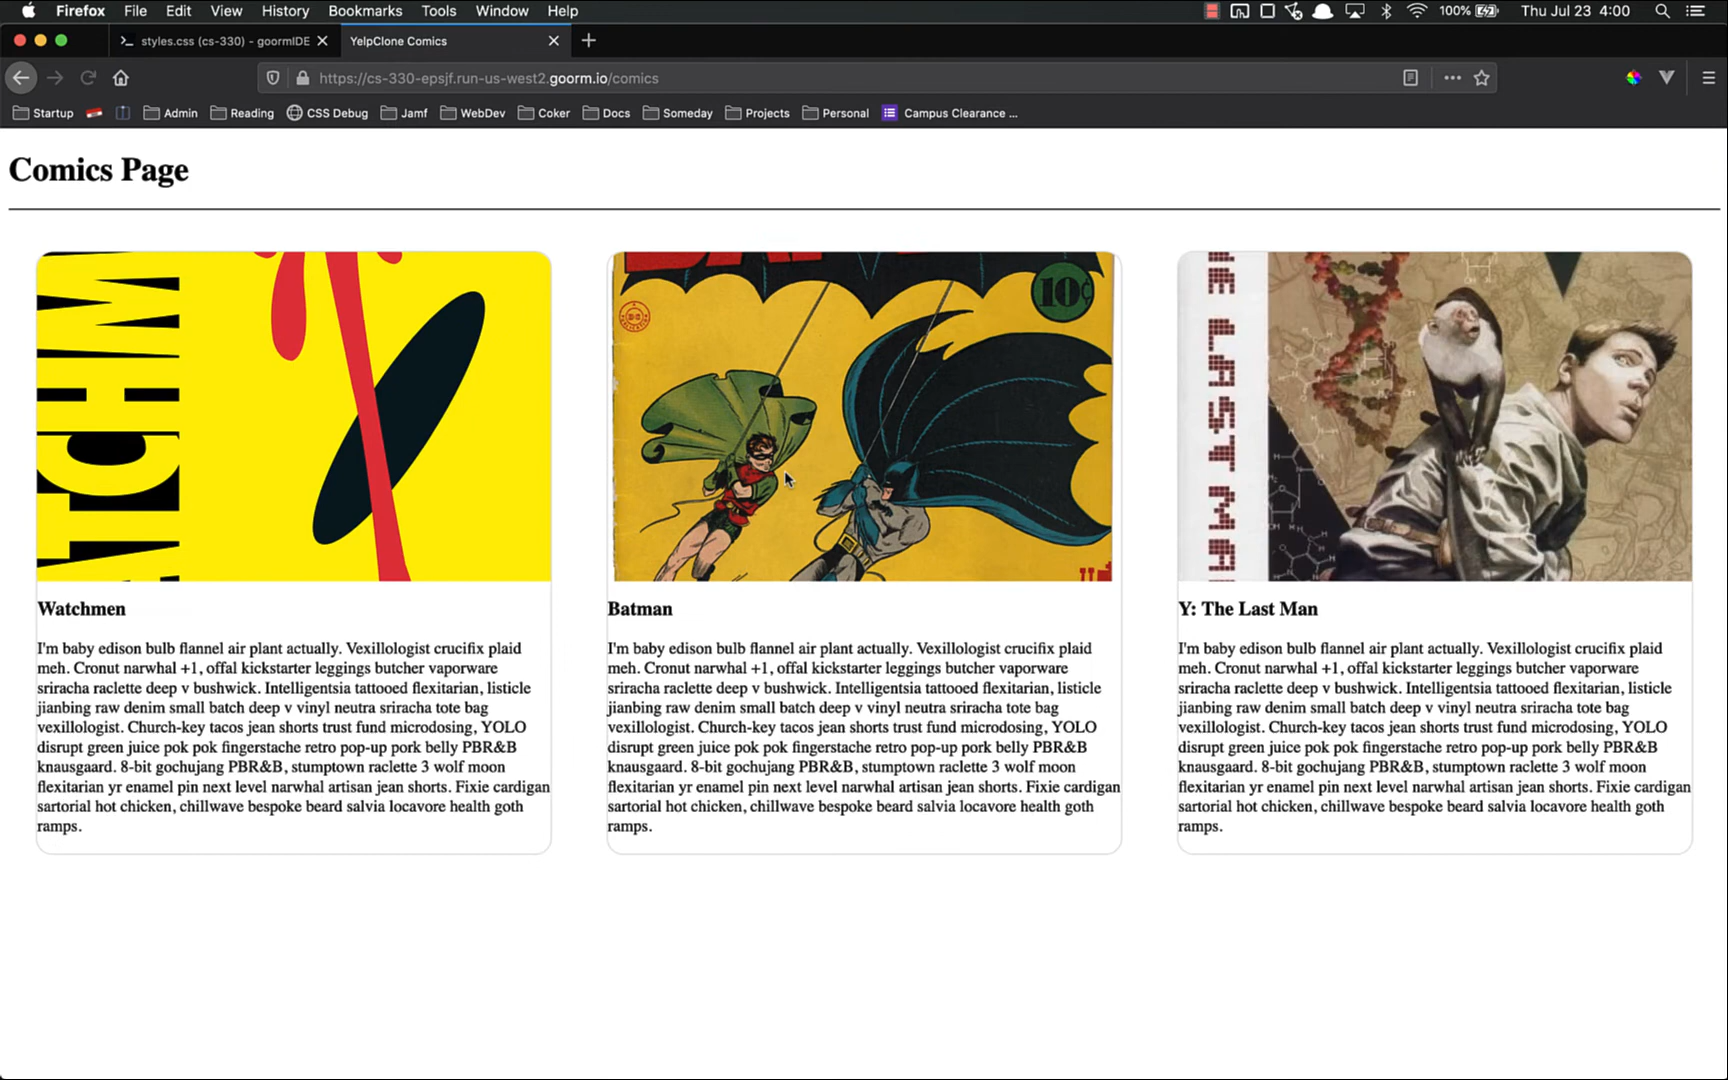 Firefox File Edit View History Bookmarks Tools Window Help 100% Thu Jul 23 4:00
styles.css (cs-330) - goormIDE YelpClone Comics
https://cs-330-epsjf.run-us-west2.goorm.io/comics
Startup Admin Reading CSS Debug Jamf WebDev Coker Docs Someday Projects Personal Campus Clearance ...
Comics Page
ATCHM
10¢
HE LAST MA
Watchmen
I'm baby edison bulb flannel air plant actually. Vexillologist crucifix plaid
meh. Cronut narwhal +1, offal kickstarter leggings butcher vaporware
sriracha raclette deep v bushwick. Intelligentsia tattooed flexitarian, listicle
jianbing raw denim small batch deep v vinyl neutra sriracha tote bag
vexillologist. Church-key tacos jean shorts trust fund microdosing, YOLO
disrupt green juice pok pok fingerstache retro pop-up pork belly PBR&B
knausgaard. 8-bit gochujang PBR&B, stumptown raclette 3 wolf moon
flexitarian yr enamel pin next level narwhal artisan jean shorts. Fixie cardigan
sartorial hot chicken, chillwave bespoke beard salvia locavore health goth
ramps.
Batman
I'm baby edison bulb flannel air plant actually. Vexillologist crucifix plaid
meh. Cronut narwhal +1, offal kickstarter leggings butcher vaporware
sriracha raclette deep v bushwick. Intelligentsia tattooed flexitarian, listicle
jianbing raw denim small batch deep v vinyl neutra sriracha tote bag
vexillologist. Church-key tacos jean shorts trust fund microdosing, YOLO
disrupt green juice pok pok fingerstache retro pop-up pork belly PBR&B
knausgaard. 8-bit gochujang PBR&B, stumptown raclette 3 wolf moon
flexitarian yr enamel pin next level narwhal artisan jean shorts. Fixie cardigan
sartorial hot chicken, chillwave bespoke beard salvia locavore health goth
ramps.
Y: The Last Man
I'm baby edison bulb flannel air plant actually. Vexillologist crucifix plaid
meh. Cronut narwhal +1, offal kickstarter leggings butcher vaporware
sriracha raclette deep v bushwick. Intelligentsia tattooed flexitarian, listicle
jianbing raw denim small batch deep v vinyl neutra sriracha tote bag
vexillologist. Church-key tacos jean shorts trust fund microdosing, YOLO
disrupt green juice pok pok fingerstache retro pop-up pork belly PBR&B
knausgaard. 8-bit gochujang PBR&B, stumptown raclette 3 wolf moon
flexitarian yr enamel pin next level narwhal artisan jean shorts. Fixie cardigan
sartorial hot chicken, chillwave bespoke beard salvia locavore health goth
ramps.